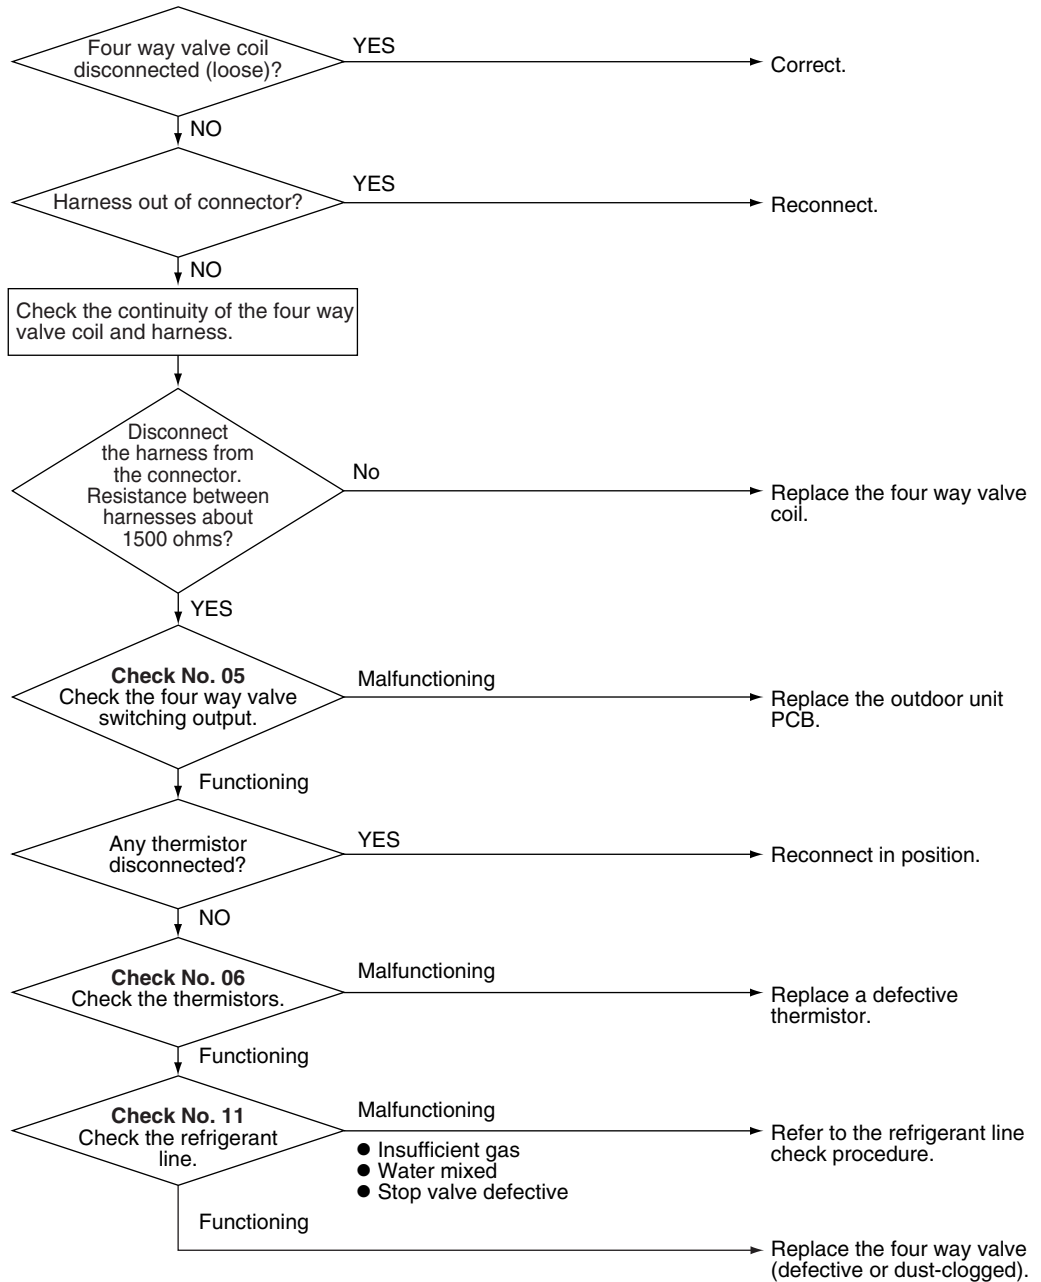 Four way valve coil
disconnected (loose)?
YES
Correct.
NO
Harness out of connector?
YES
Reconnect.
NO
Check the continuity of the four way
valve coil and harness.
Disconnect
the harness from
the connector.
Resistance between
harnesses about
1500 ohms?
No
Replace the four way valve
coil.
YES
Check No. 05
Check the four way valve
switching output.
Malfunctioning
Replace the outdoor unit
PCB.
Functioning
Any thermistor
disconnected?
YES
Reconnect in position.
NO
Check No. 06
Check the thermistors.
Malfunctioning
Replace a defective
thermistor.
Functioning
Check No. 11
Check the refrigerant
line.
Malfunctioning
● Insufficient gas
● Water mixed
● Stop valve defective
Refer to the refrigerant line
check procedure.
Functioning
Replace the four way valve
(defective or dust-clogged).